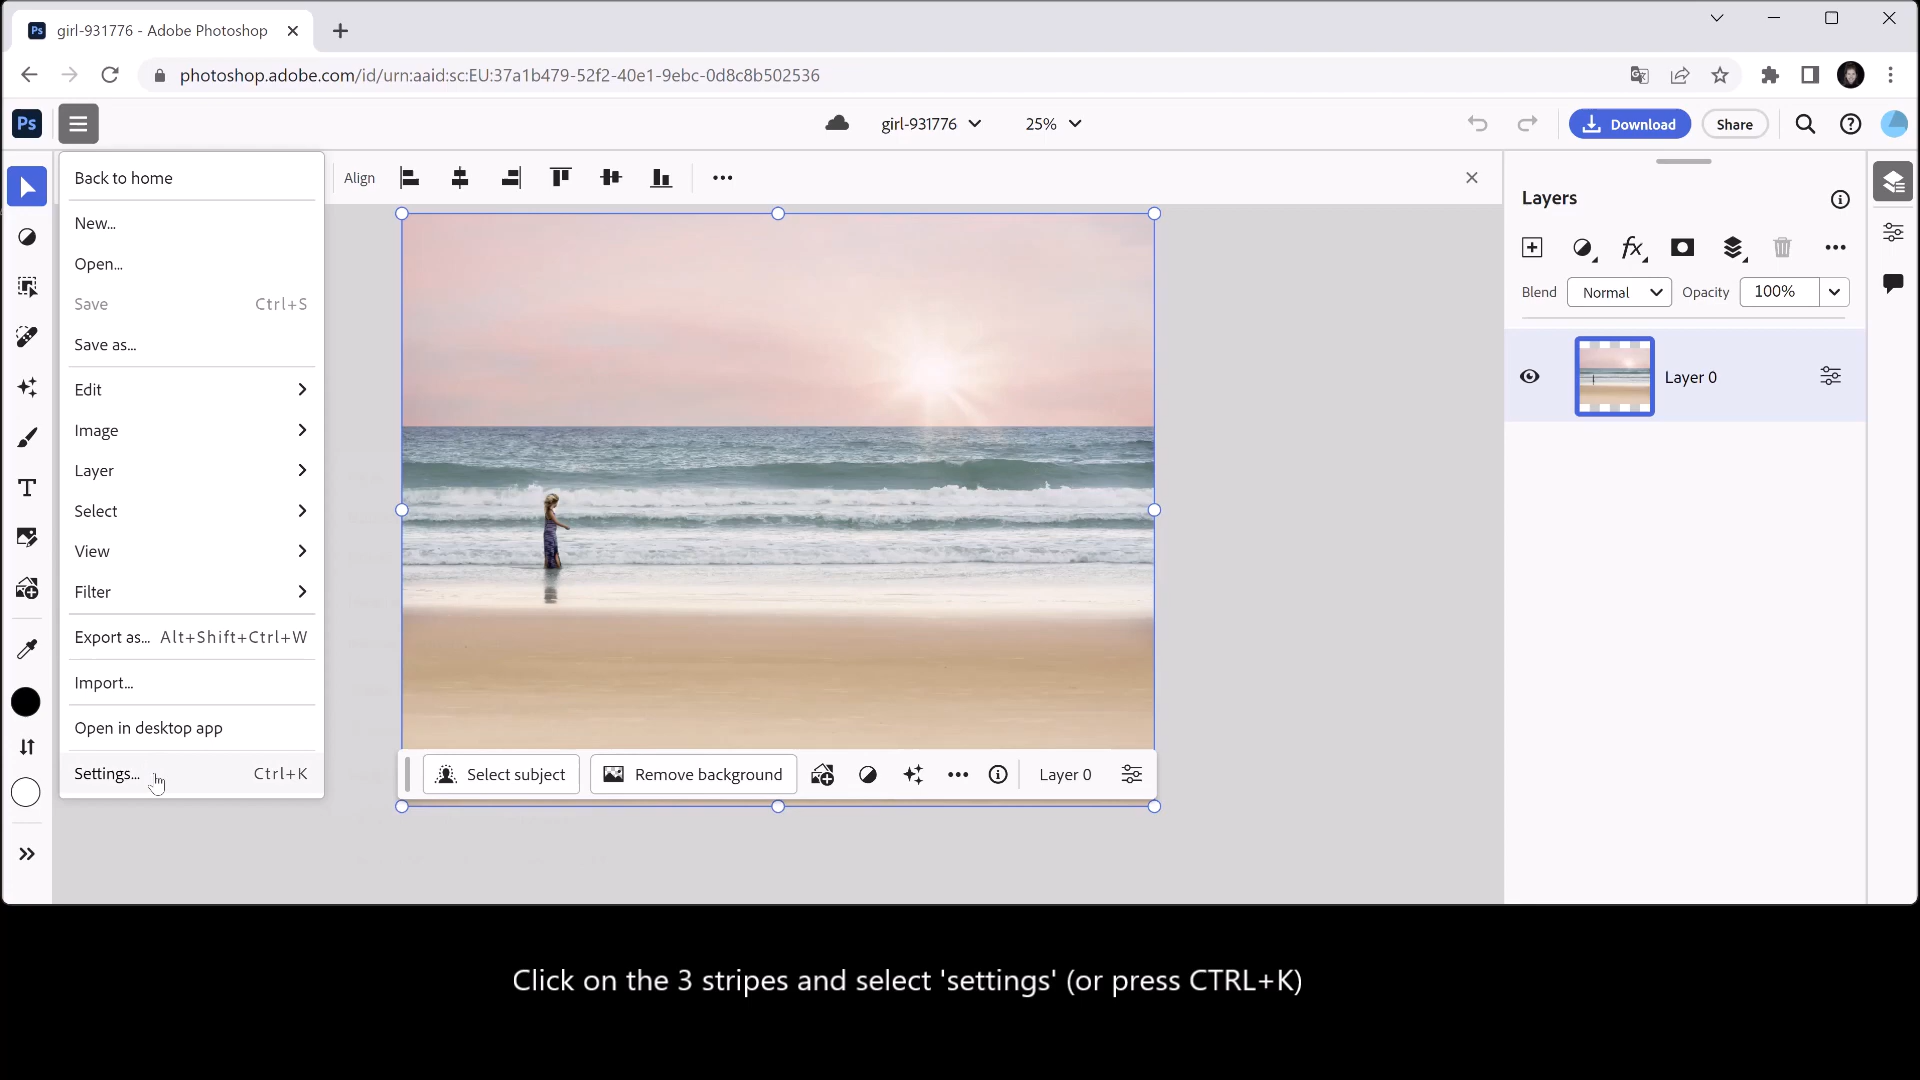 Ps girl-931776 - Adobe Photoshop
photoshop.adobe.com/id/urn:aaid:sc:EU:37a1b479-52f2-40e1-9ebc-0d8c8b502536
Ps girl-931776 25% Download Share
Align
Back to home
New...
Open...
Save Ctrl+S
Save as...
Edit
Image
Layer
Select
View
Filter
Export as... Alt+Shift+Ctrl+W
Import...
Open in desktop app
Settings... Ctrl+K
Select subject Remove background Layer 0
Layers
Blend Normal Opacity 100%
Layer 0
Click on the 3 stripes and select 'settings' (or press CTRL+K)